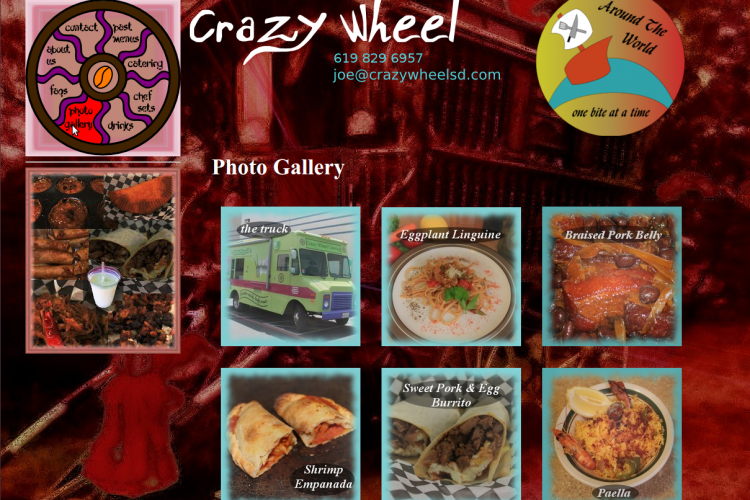 Crazy Wheel
619 829 6957
joe@crazywheelsd.com
Around The
World
one bite at a time
contact
past
menus
about
us
catering
faqs
chef
sets
photo
gallery
drinks
Photo Gallery
the truck
Eggplant Linguine
Braised Pork Belly
Shrimp
Empanada
Sweet Pork & Egg
Burrito
Paella